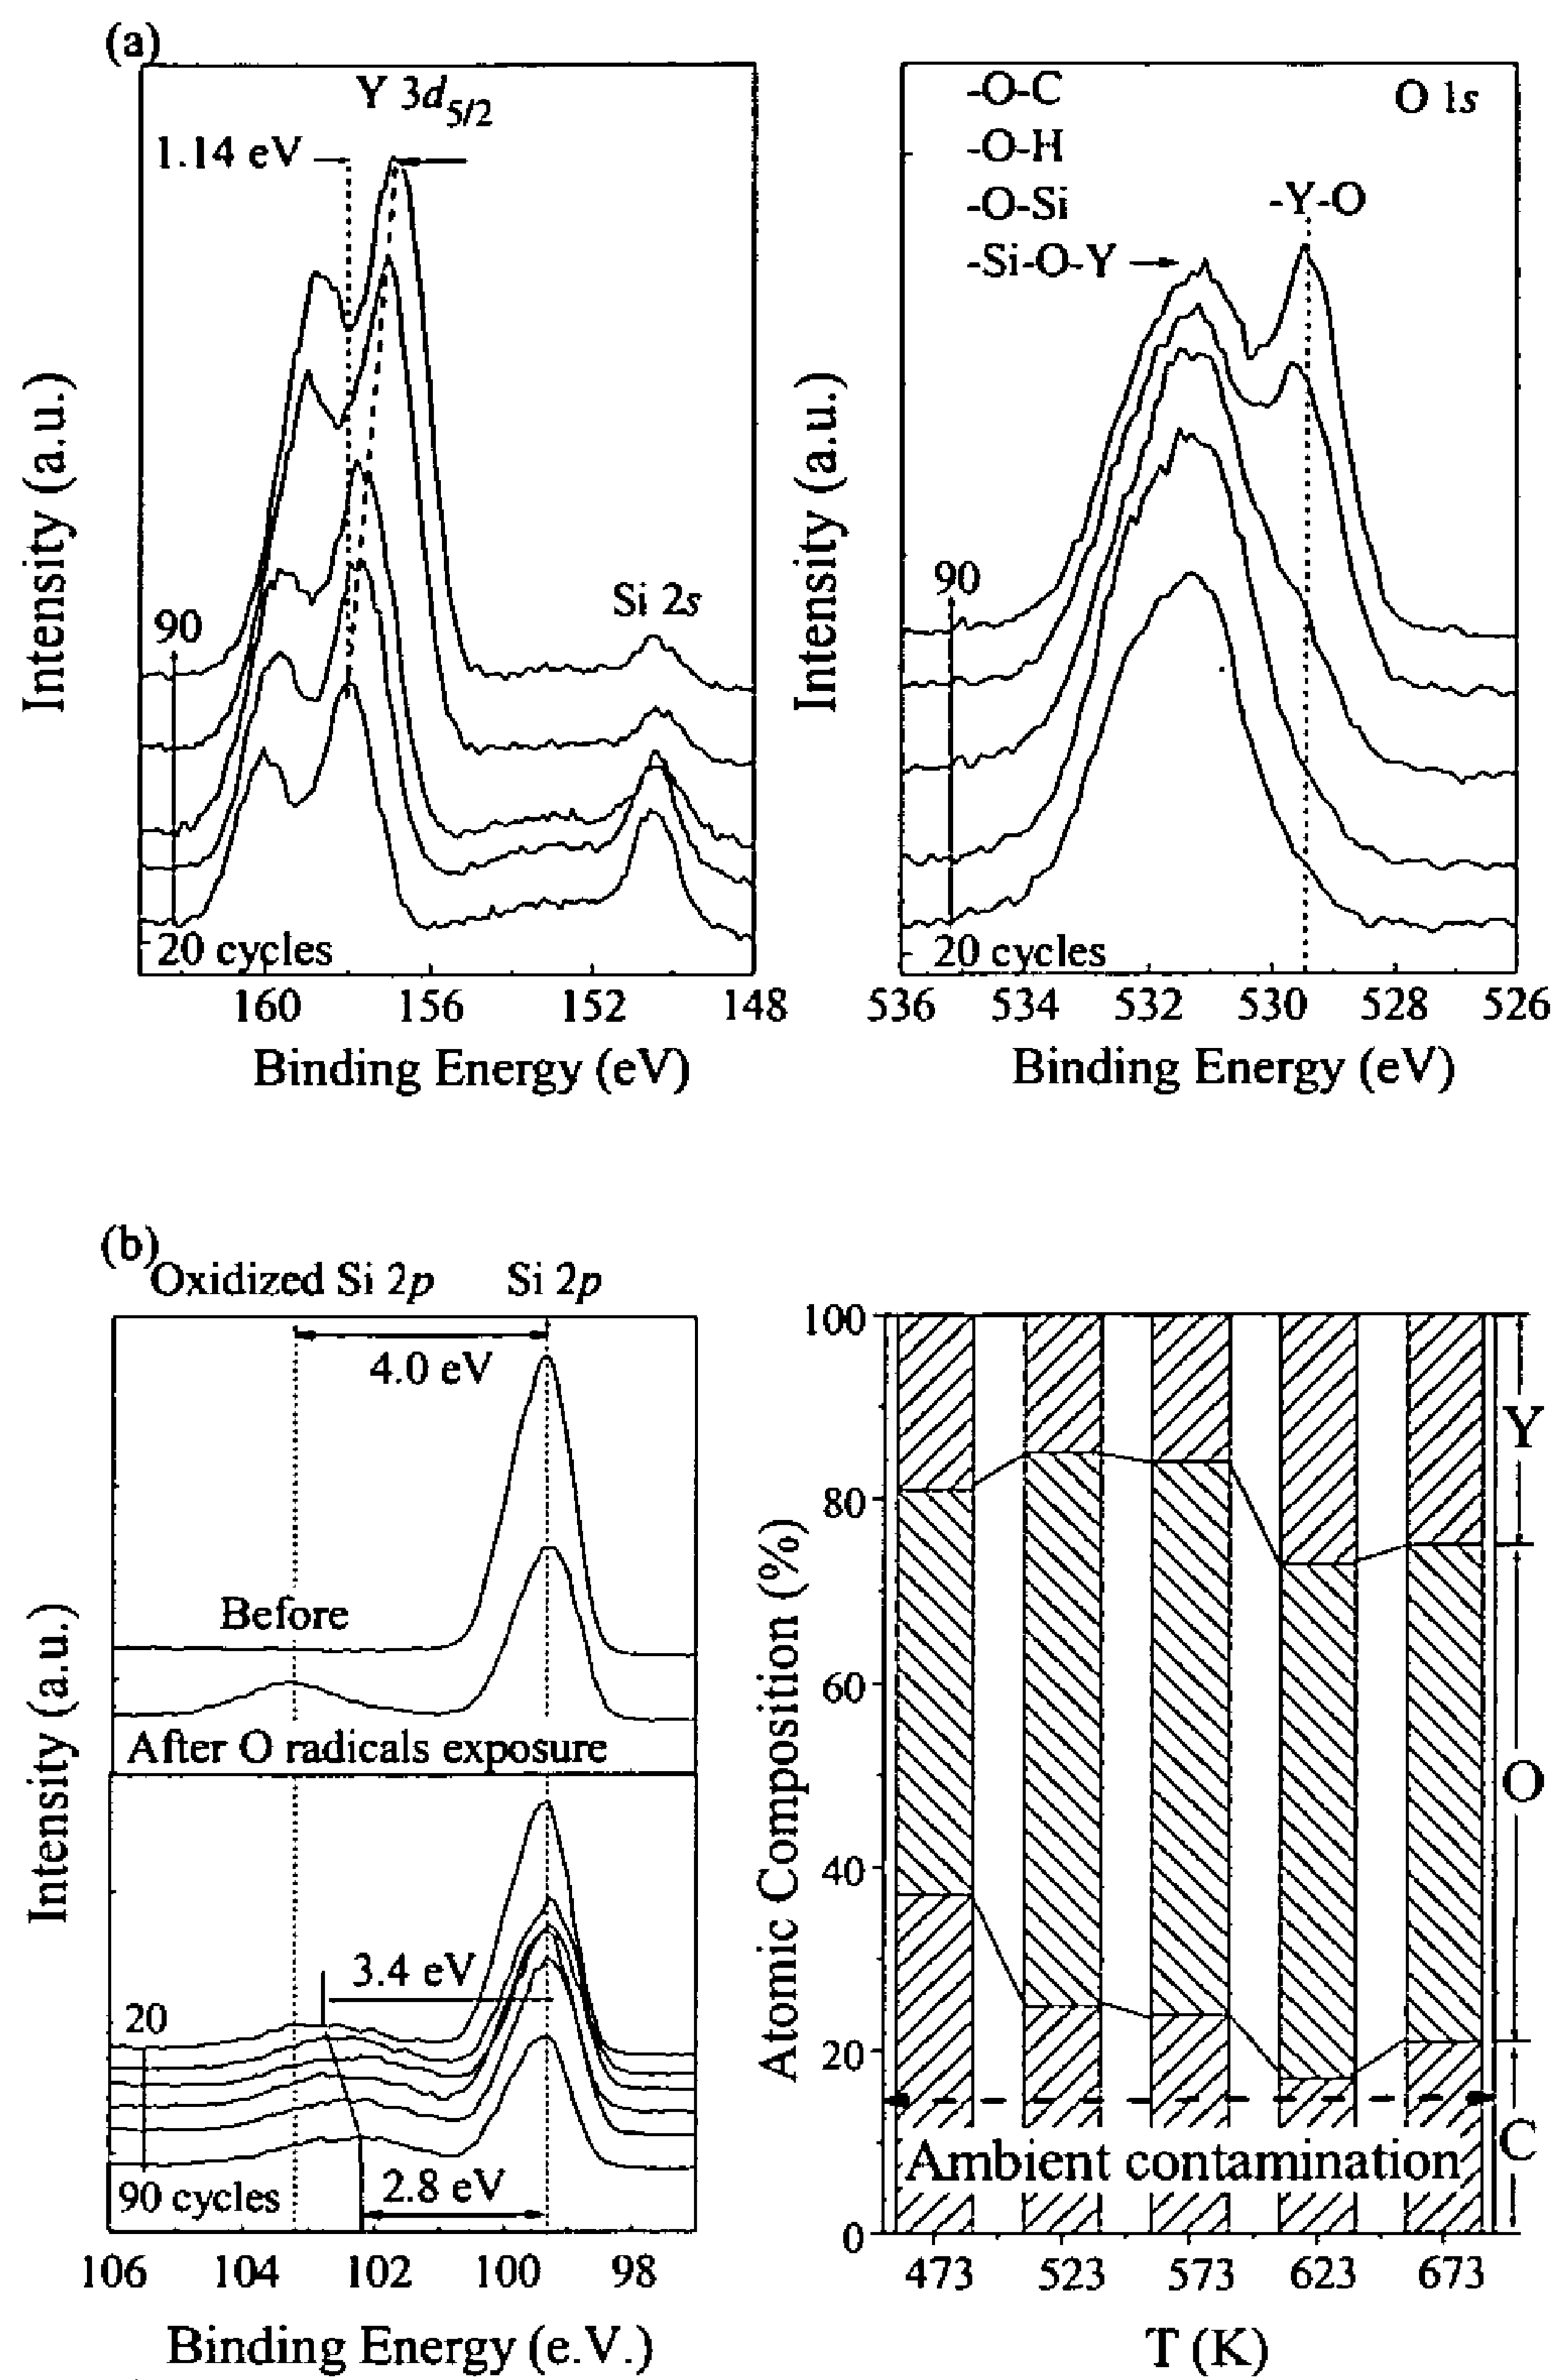 (a)
Y 3d5/2
1.14 eV
Si 2s
90
20 cycles
160 156 152 148
Binding Energy (eV)
Intensity (a.u.)
-O-C
-O-H
-O-Si
-Si-O-Y
O 1s
-Y-O
90
20 cycles
536 534 532 530 528 526
Binding Energy (eV)
Intensity (a.u.)
(b)
Oxidized Si 2p Si 2p
4.0 eV
Before
After O radicals exposure
3.4 eV
20
90 cycles
2.8 eV
106 104 102 100 98
Binding Energy (e.V.)
Intensity (a.u.)
100
80
60
40
20
0
Atomic Composition (%)
Y
O
C
Ambient contamination
473 523 573 623 673
T (K)